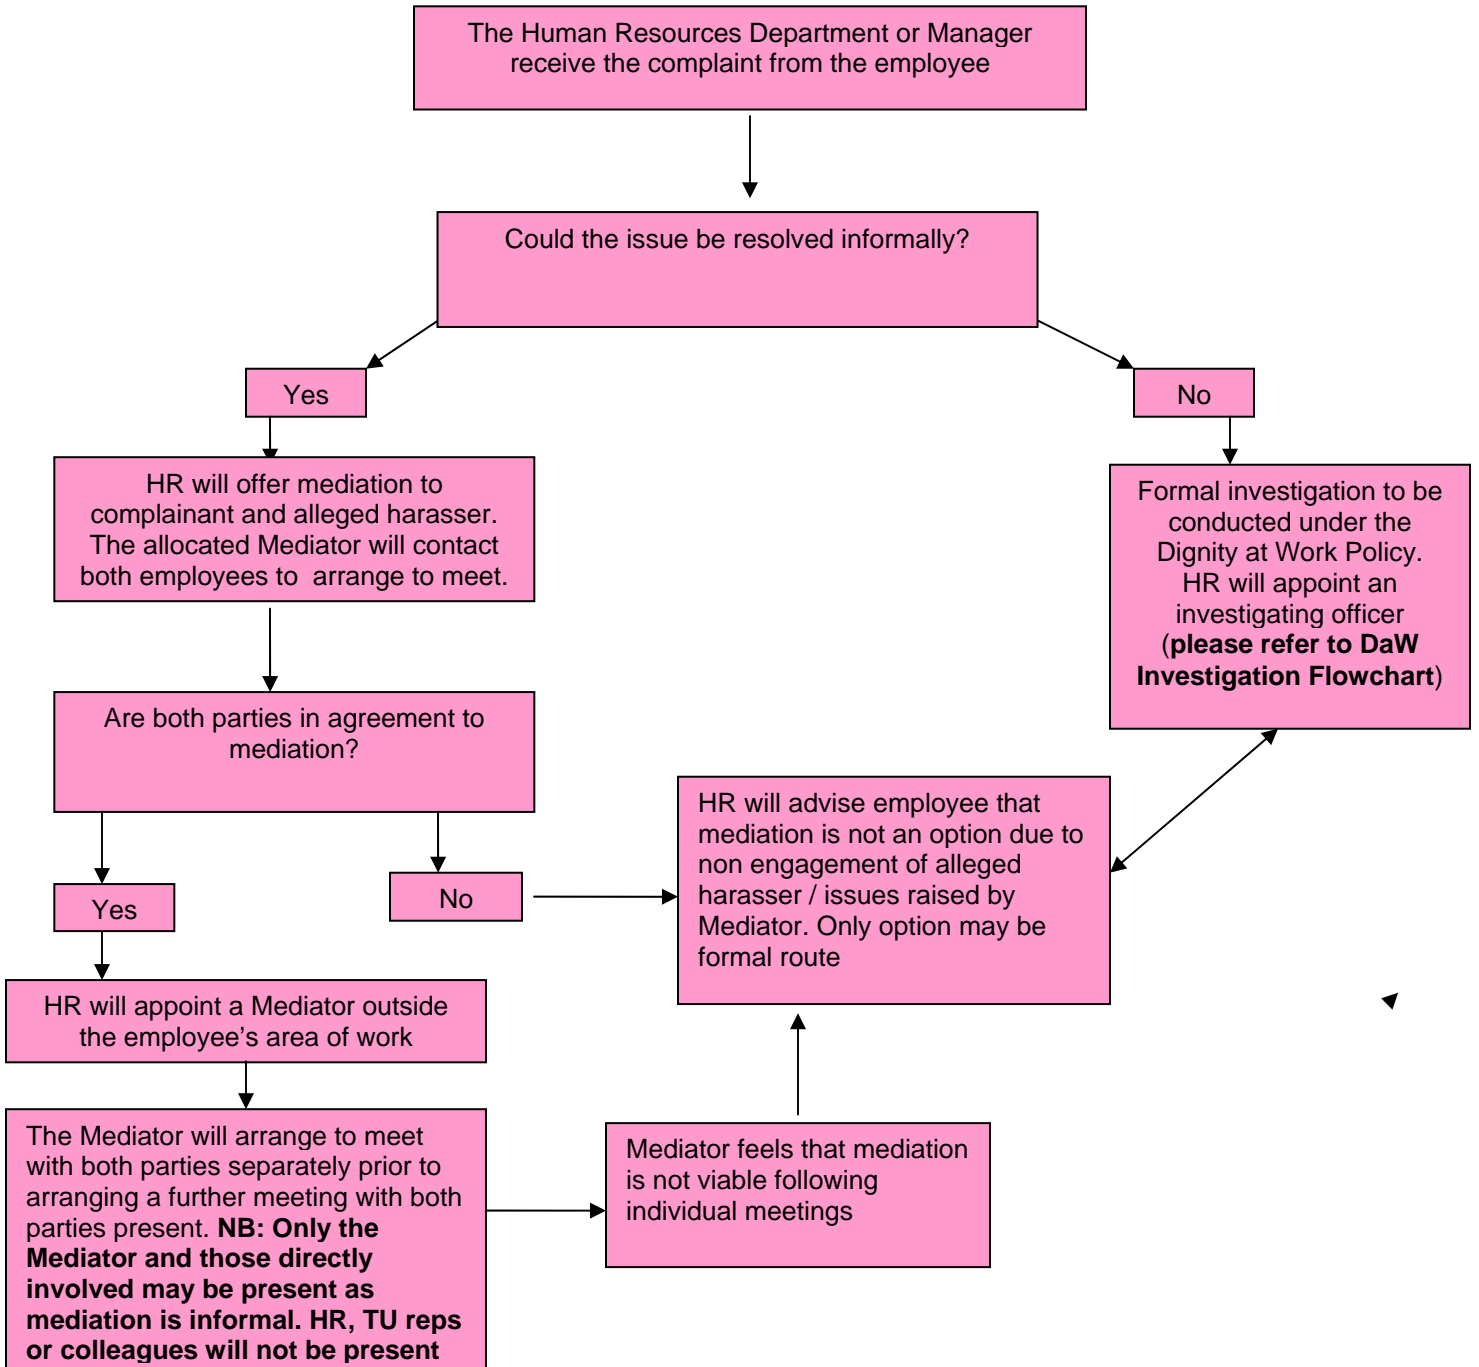 The Human Resources Department or Manager
receive the complaint from the employee
Could the issue be resolved informally?
Yes
No
HR will offer mediation to
complainant and alleged harasser.
The allocated Mediator will contact
both employees to arrange to meet.
Formal investigation to be
conducted under the
Dignity at Work Policy.
HR will appoint an
investigating officer
(please refer to DaW
Investigation Flowchart)
Are both parties in agreement to
mediation?
Yes
No
HR will advise employee that
mediation is not an option due to
non engagement of alleged
harasser / issues raised by
Mediator. Only option may be
formal route
HR will appoint a Mediator outside
the employee’s area of work
The Mediator will arrange to meet
with both parties separately prior to
arranging a further meeting with both
parties present. NB: Only the
Mediator and those directly
involved may be present as
mediation is informal. HR, TU reps
or colleagues will not be present
Mediator feels that mediation
is not viable following
individual meetings